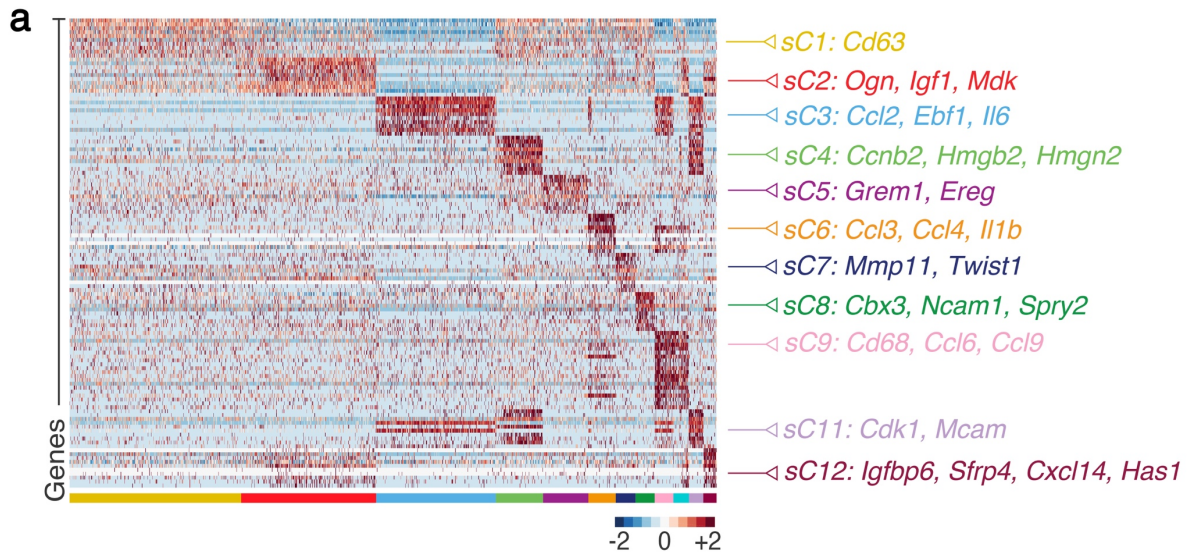 a
sC1: Cd63
sC2: Ogn, Igf1, Mdk
sC3: Ccl2, Ebf1, Il6
sC4: Ccnb2, Hmgb2, Hmgn2
sC5: Grem1, Ereg
sC6: Ccl3, Ccl4, Il1b
sC7: Mmp11, Twist1
sC8: Cbx3, Ncam1, Spry2
sC9: Cd68, Ccl6, Ccl9
sC11: Cdk1, Mcam
sC12: Igfbp6, Sfrp4, Cxcl14, Has1
Genes
-2 0 +2